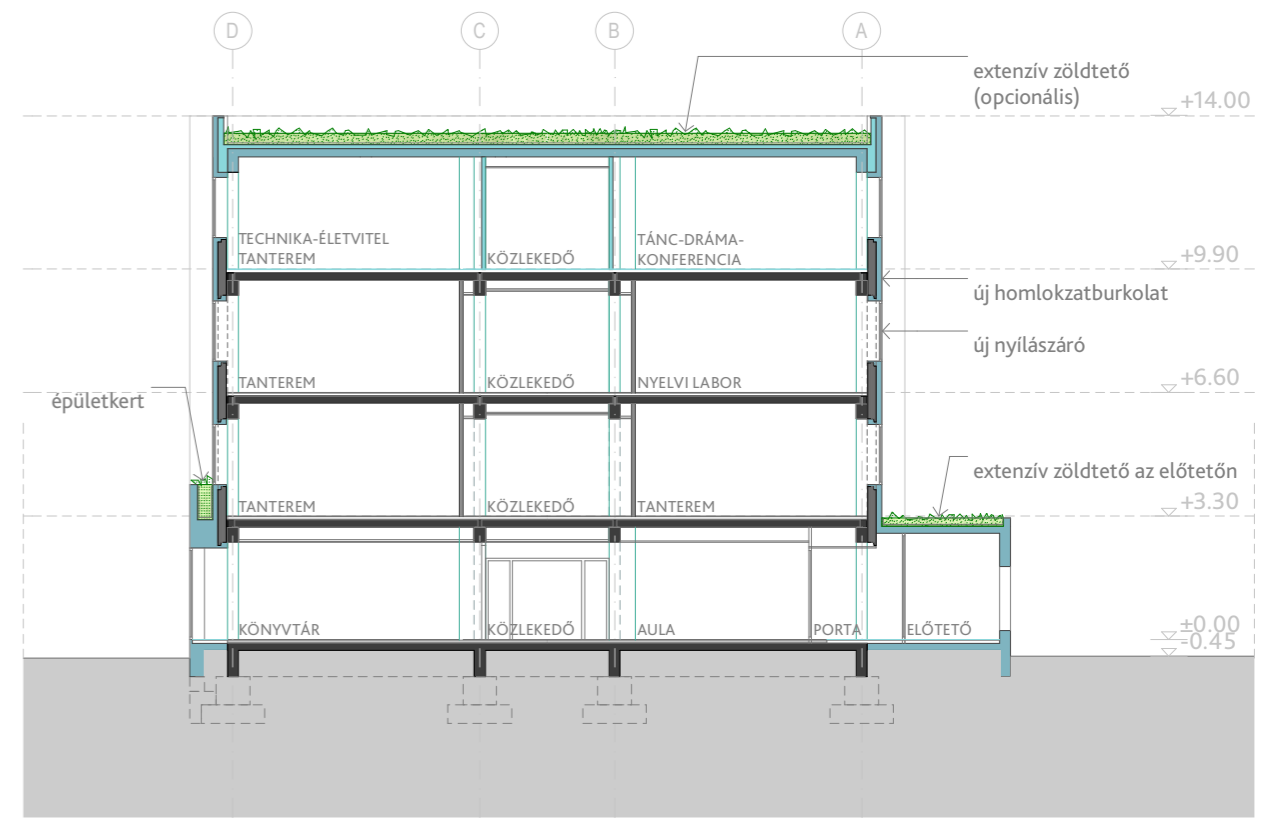 D
C
B
A
extenzív zöldtető
(opcionális)
+14.00
TECHNIKA-ÉLETVITEL
TANTEREM
KÖZLEKEDŐ
TÁNC-DRÁMA-
KONFERENCIA
+9.90
új homlokzatburkolat
új nyílászáró
TANTEREM
KÖZLEKEDŐ
NYELVI LABOR
+6.60
épületkert
extenzív zöldtető az előtetőn
TANTEREM
KÖZLEKEDŐ
TANTEREM
+3.30
KÖNYVTÁR
KÖZLEKEDŐ
AULA
PORTA
ELŐTETŐ
±0.00
-0.45